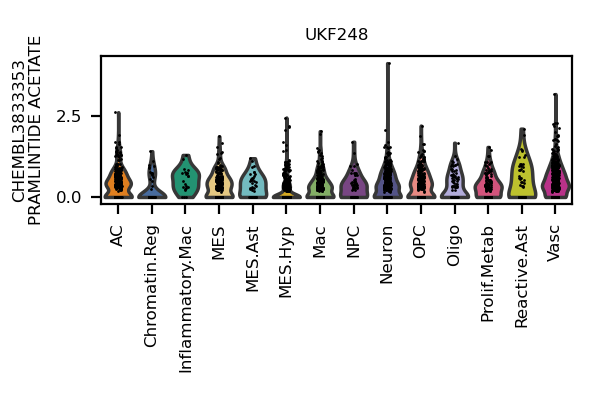 UKF248
CHEMBL3833353
PRAMLINTIDE ACETATE
2.5
0.0
AC
Chromatin.Reg
Inflammatory.Mac
MES
MES.Ast
MES.Hyp
Mac
NPC
Neuron
OPC
Oligo
Prolif.Metab
Reactive.Ast
Vasc